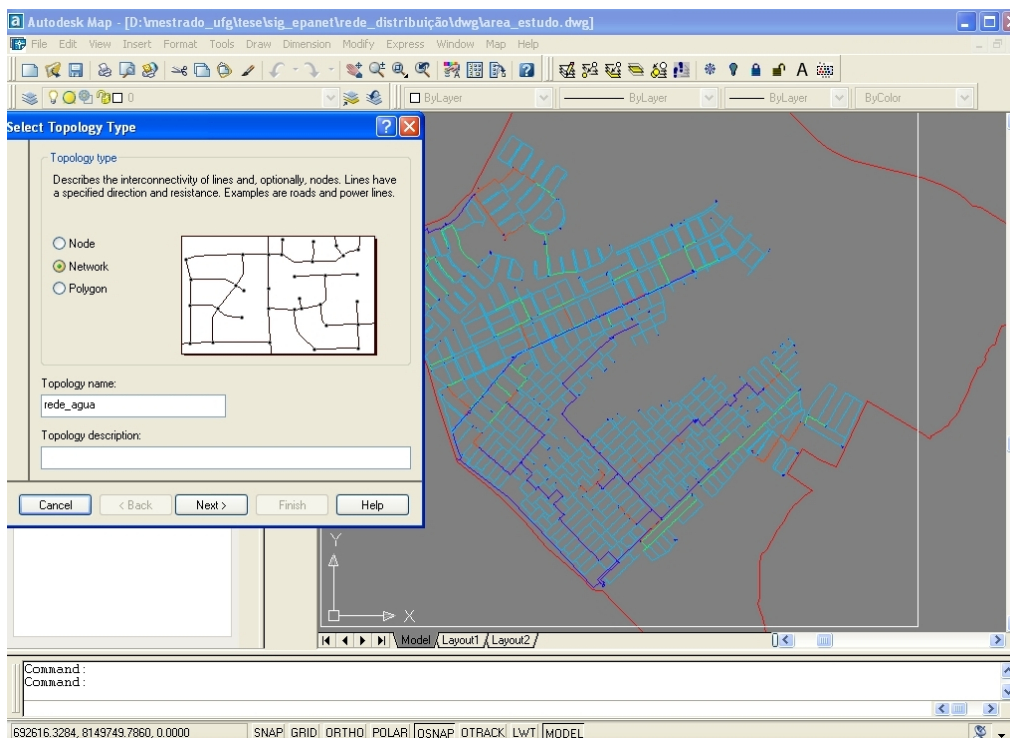 Autodesk Map - [D:\mestrado_ufg\tese\sig_epanet\rede_distribuição\dwg\area_estudo.dwg]
File Edit View Insert Format Tools Draw Dimension Modify Express Window Map Help
0 ByLayer ByLayer ByLayer ByColor
Select Topology Type
Topology type
Describes the interconnectivity of lines and, optionally, nodes. Lines have
a specified direction and resistance. Examples are roads and power lines.
Node
Network
Polygon
Topology name:
rede_agua
Topology description:
Cancel < Back Next > Finish Help
Y
X
Model Layout1 Layout2
Command:
Command:
692616.3284, 8149749.7860, 0.0000 SNAP GRID ORTHO POLAR OSNAP OTRACK LWT MODEL